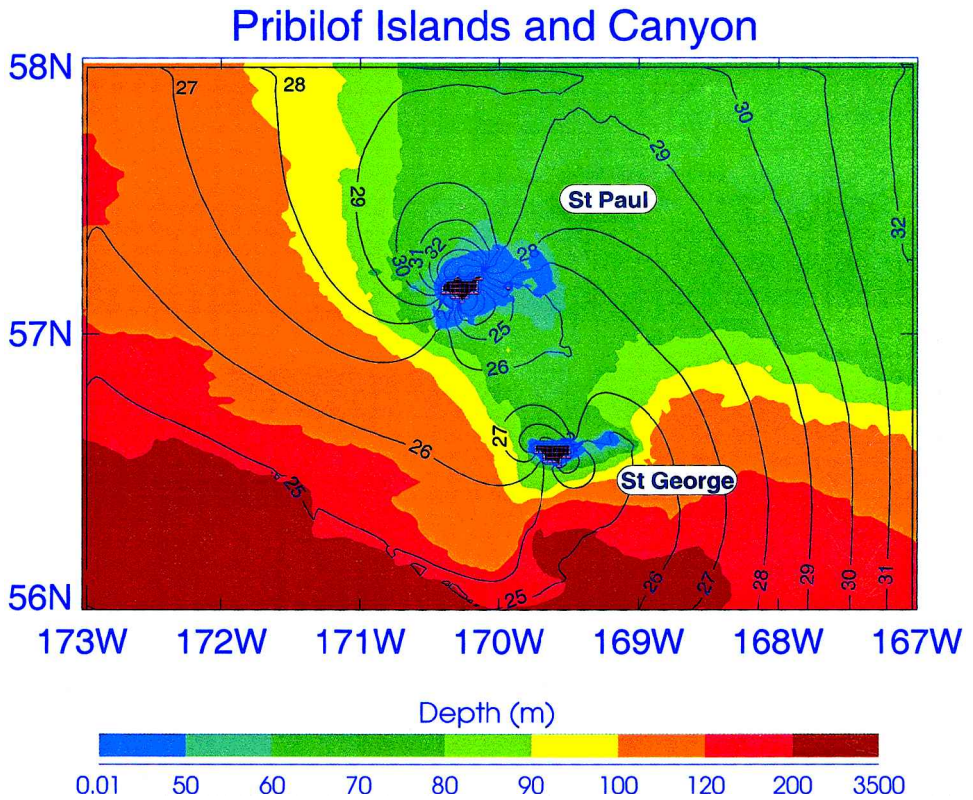 Pribilof Islands and Canyon
58N
27
28
30
29
St Paul
29
32
30
31
32
28
57N
25
26
27
26
St George
25
26
27
28
29
30
31
25
56N
173W 172W 171W 170W 169W 168W 167W
Depth (m)
0.01 50 60 70 80 90 100 120 200 3500